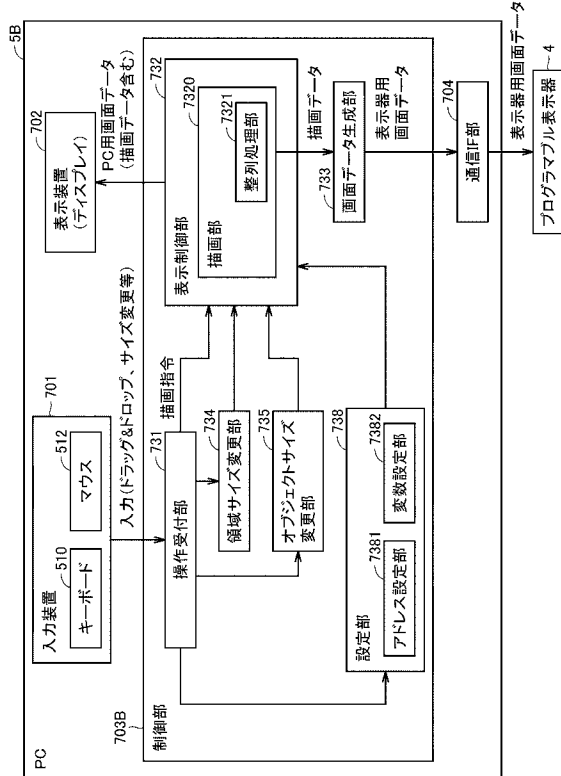 5B
PC
入力装置
701
キーボード
510
マウス
512
入力(ドラッグ&ドロップ、サイズ変更等)
表示装置
(ディスプレイ)
702
PC用画面データ
(描画データ含む)
703B
制御部
操作受付部
731
描画指令
領域サイズ変更部
734
オブジェクトサイズ
変更部
735
設定部
738
アドレス設定部
7381
変数設定部
7382
表示制御部
732
描画部
7320
整列処理部
7321
描画データ
画面データ生成部
733
表示器用
画面データ
通信IF部
704
表示器用画面データ
プログラマブル表示器
4